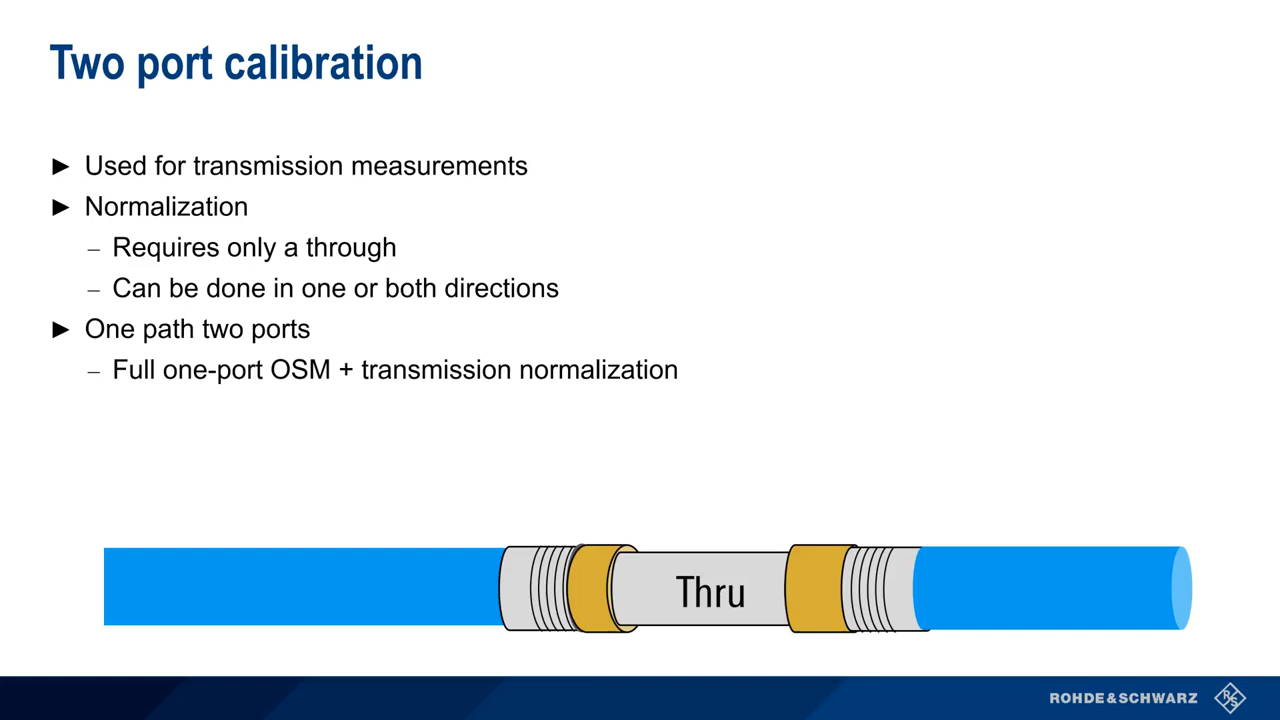 Two port calibration
► Used for transmission measurements
► Normalization
– Requires only a through
– Can be done in one or both directions
► One path two ports
– Full one-port OSM + transmission normalization
Thru
ROHDE&SCHWARZ
R&S